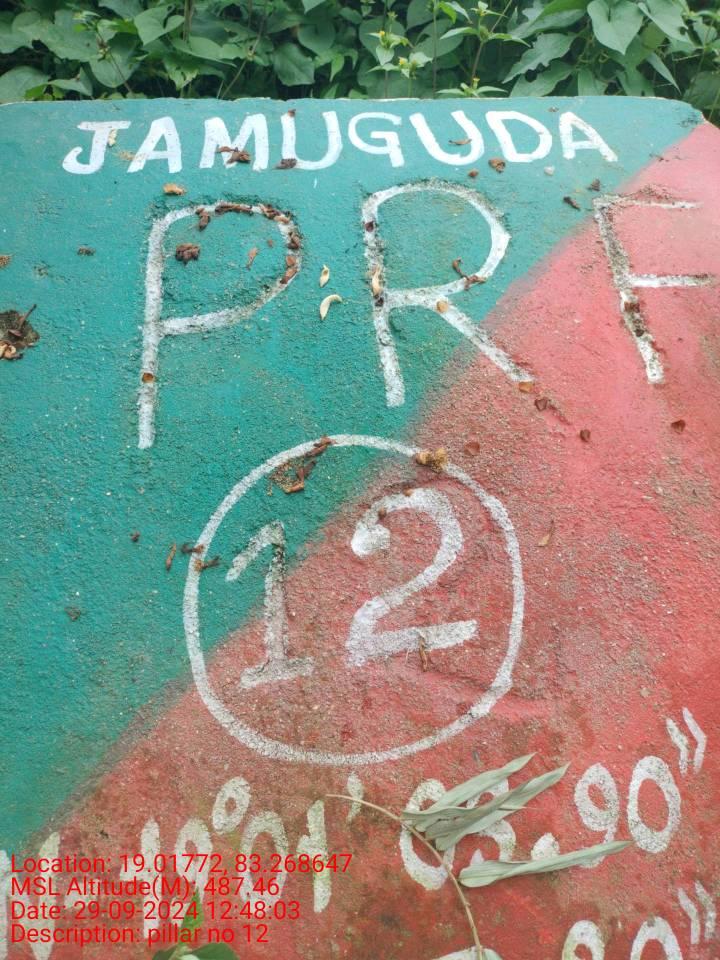 JAMUGUDA
PRF
12
Location: 19.01772, 83.268647
MSL Altitude(M): 487.46
Date: 29-09-2024 12:48:03
Description: pillar no 12